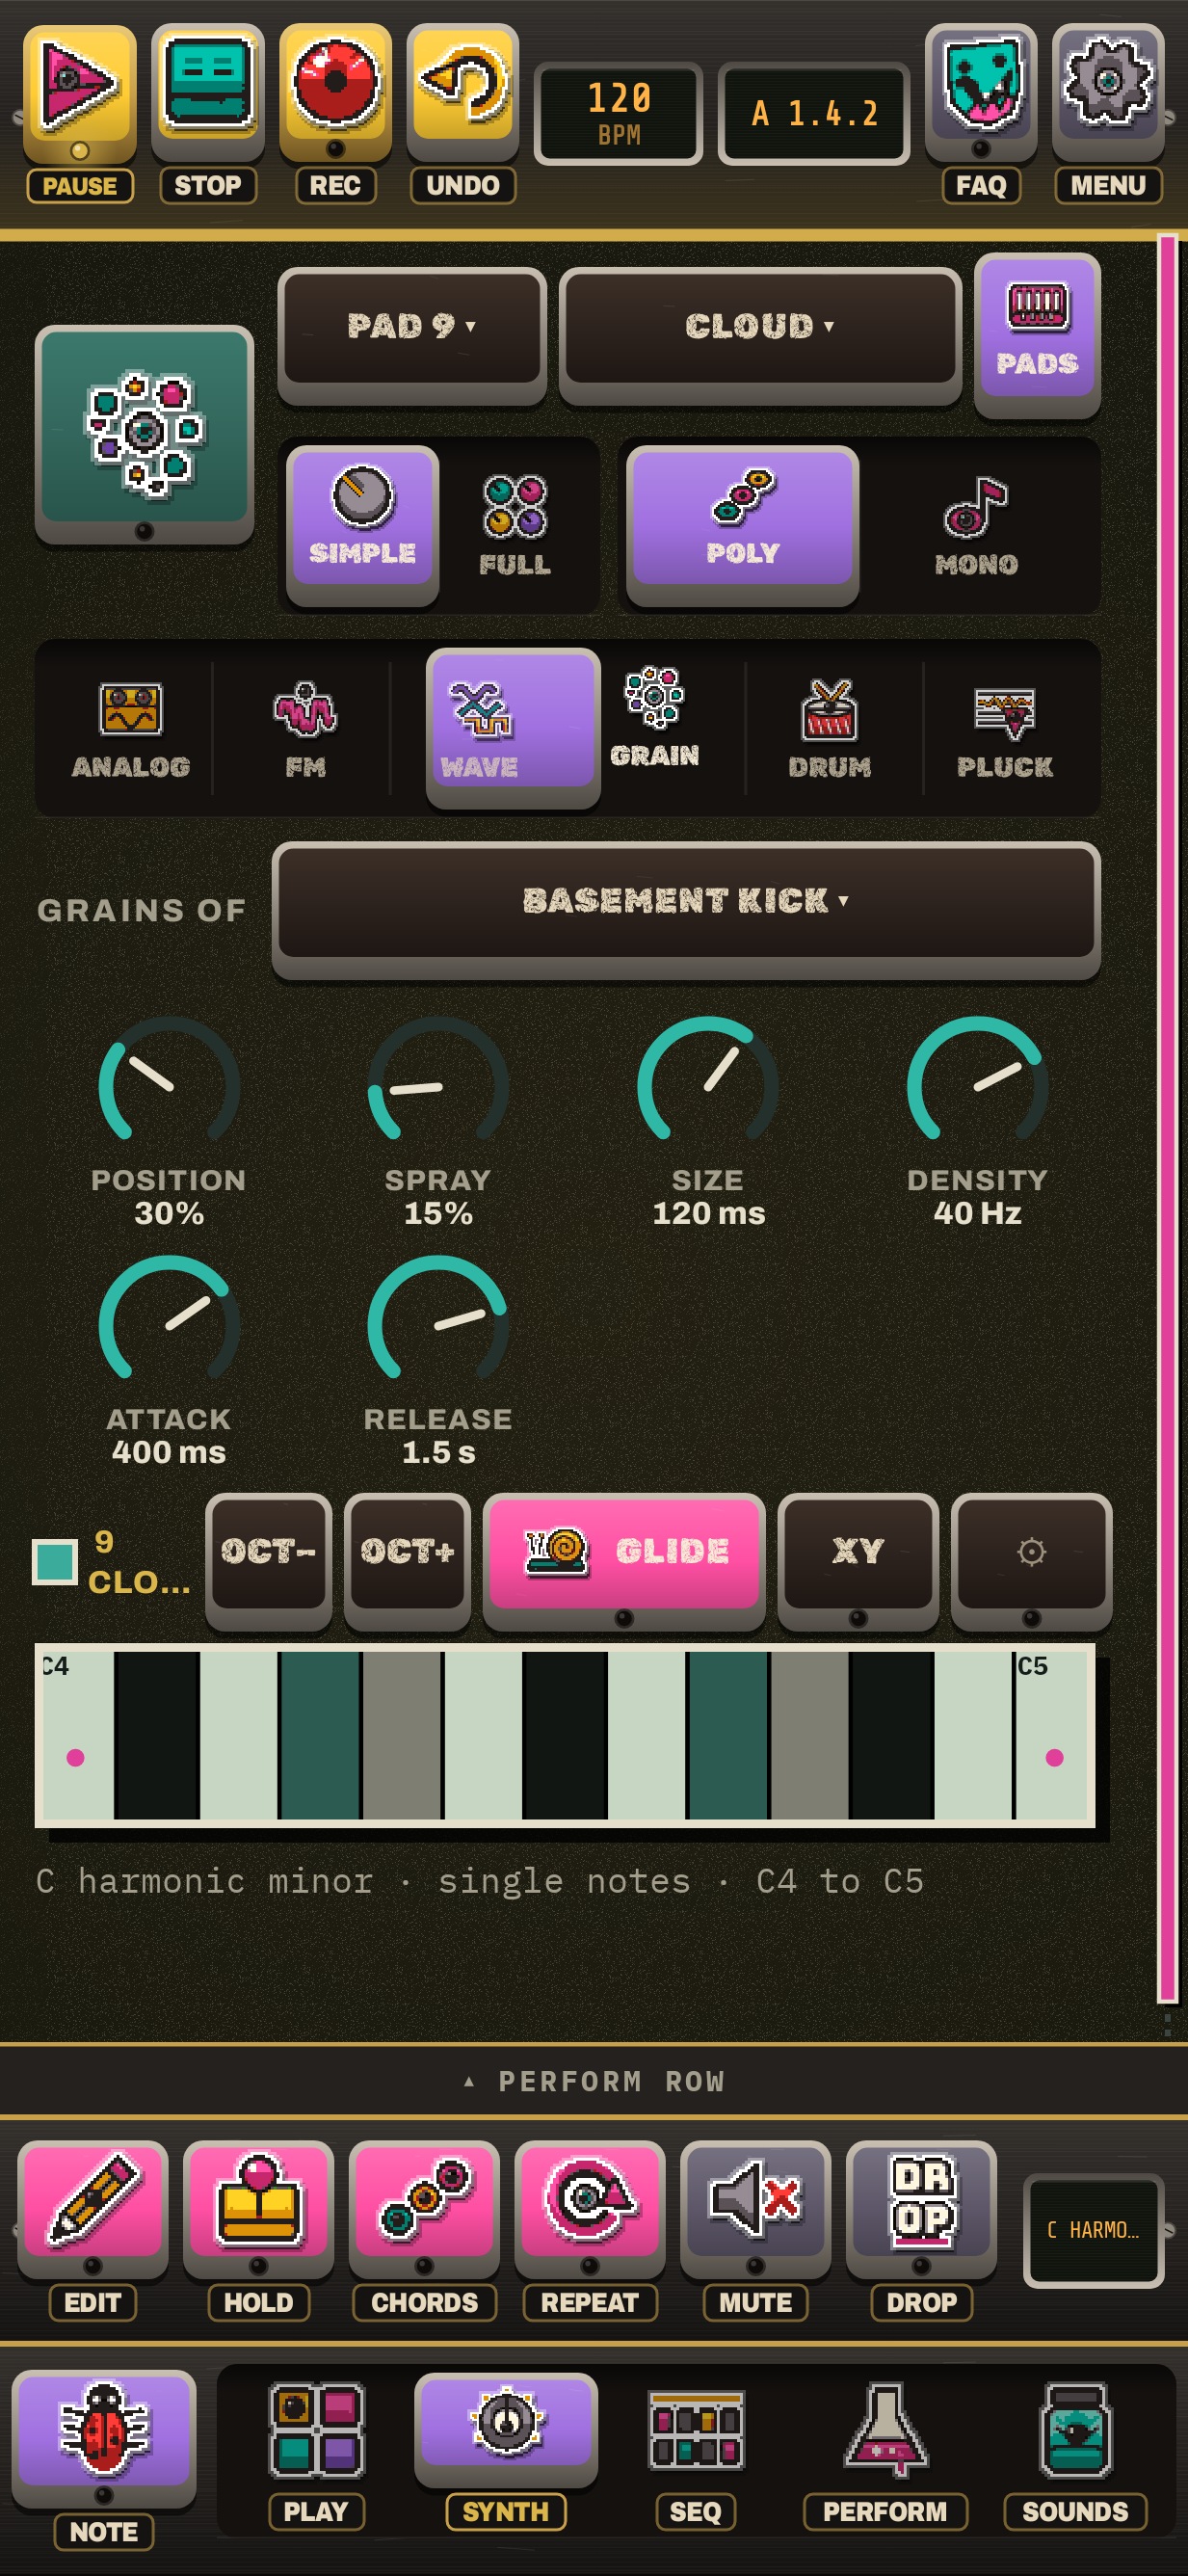 120
BPM
A 1.4.2
PAUSE
STOP
REC
UNDO
FAQ
MENU
PAD 9 ▾
CLOUD ▾
PADS
SIMPLE
FULL
POLY
MONO
ANALOG
FM
WAVE
GRAIN
DRUM
PLUCK
GRAINS OF
BASEMENT KICK ▾
POSITION
30%
SPRAY
15%
SIZE
120 ms
DENSITY
40 Hz
ATTACK
400 ms
RELEASE
1.5 s
9
CLO...
OCT-
OCT+
GLIDE
XY
C4
C5
C harmonic minor · single notes · C4 to C5
▴ PERFORM ROW
DR
OP
C HARMO...
EDIT
HOLD
CHORDS
REPEAT
MUTE
DROP
NOTE
PLAY
SYNTH
SEQ
PERFORM
SOUNDS